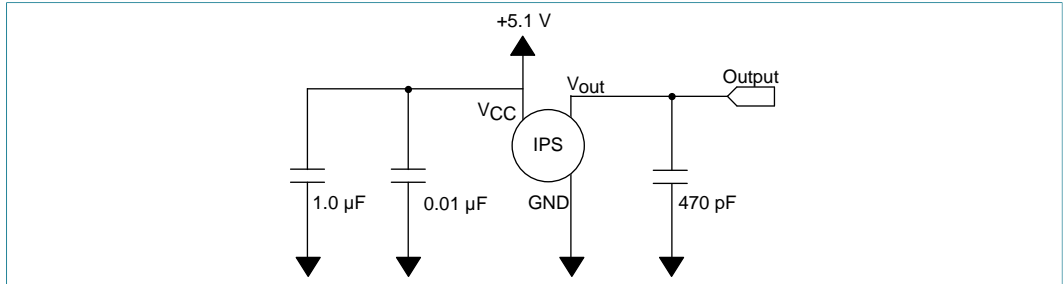 +5.1 V
Output
Vout
VCC
IPS
1.0 µF
0.01 µF
GND
470 pF